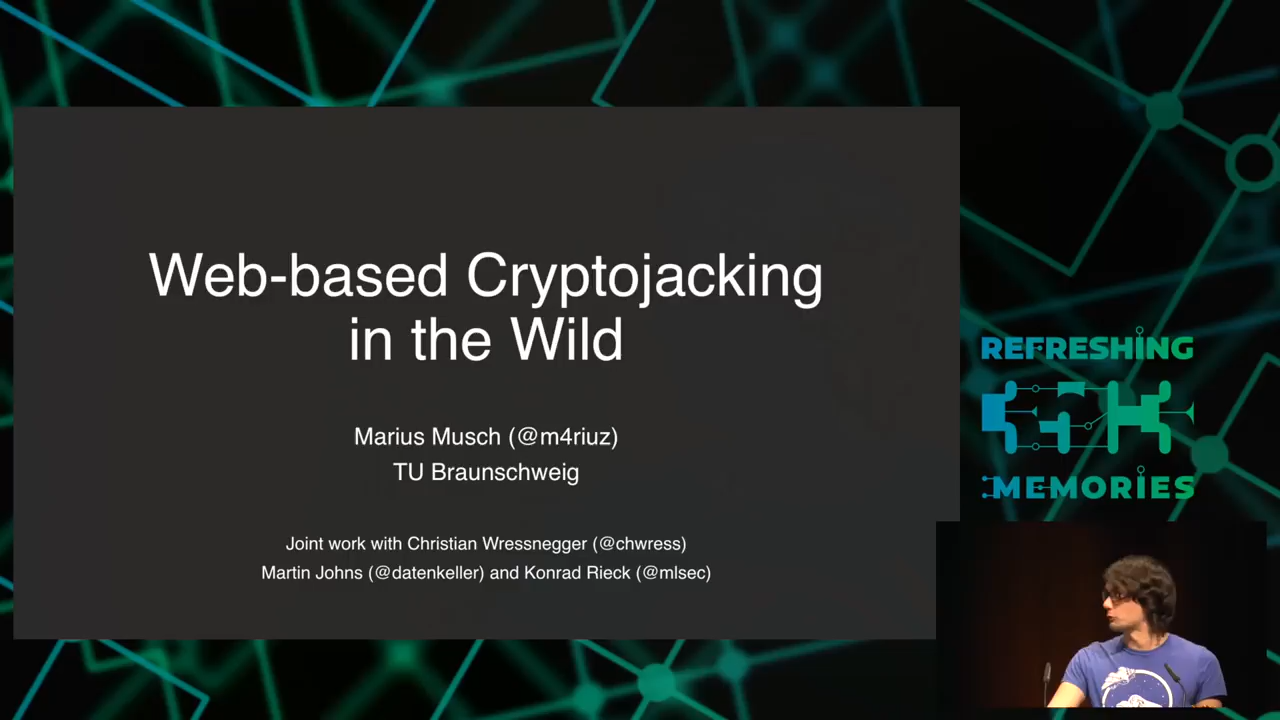 Web-based Cryptojacking
in the Wild
Marius Musch (@m4riuz)
TU Braunschweig
Joint work with Christian Wressnegger (@chwress)
Martin Johns (@datenkeller) and Konrad Rieck (@mlsec)
REFRESHING
35C3
MEMORIES